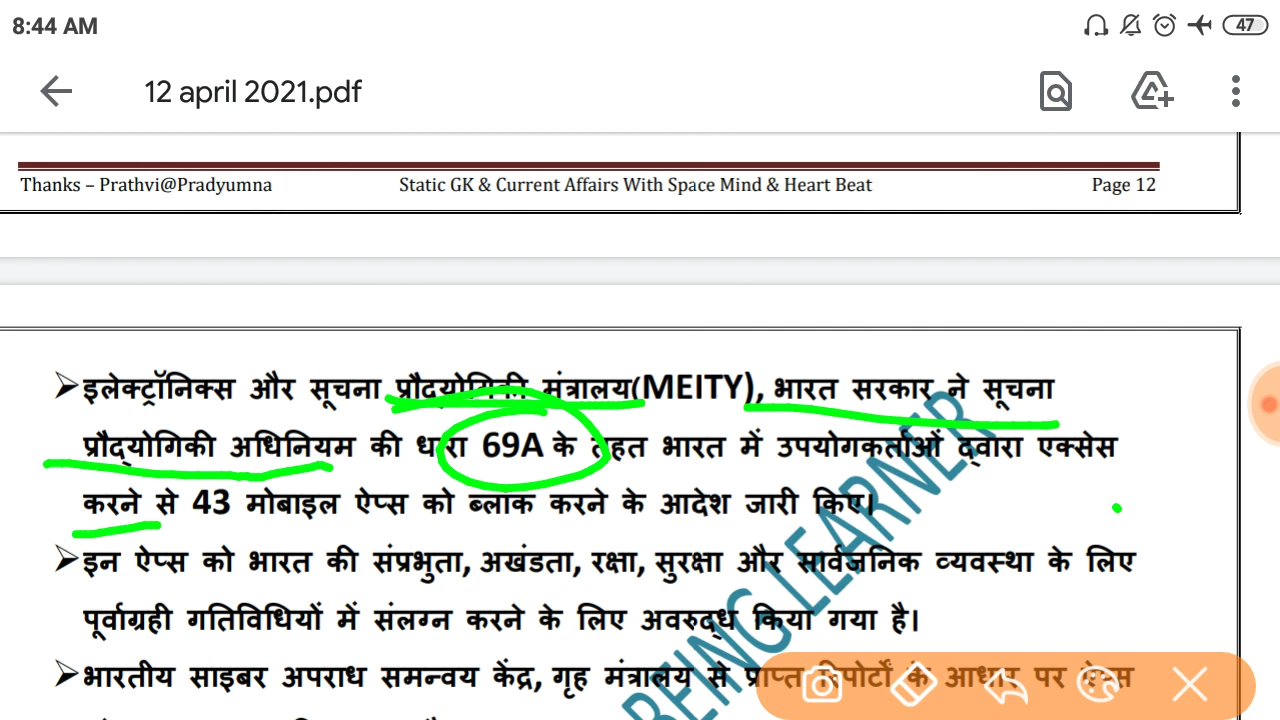 8:44 AM
47
12 april 2021.pdf
Thanks – Prathvi@Pradyumna Static GK & Current Affairs With Space Mind & Heart Beat Page 12
➢इलेक्ट्रॉनिक्स और सूचना प्रौद्योगिकी मंत्रालय(MEITY), भारत सरकार ने सूचना
प्रौद्योगिकी अधिनियम की धारा 69A के तहत भारत में उपयोगकर्ताओं द्वारा एक्सेस
करने से 43 मोबाइल ऐप्स को ब्लाक करने के आदेश जारी किए।
➢इन ऐप्स को भारत की संप्रभुता, अखंडता, रक्षा, सुरक्षा और सार्वजनिक व्यवस्था के लिए
पूर्वाग्रही गतिविधियों में संलग्न करने के लिए अवरुद्ध किया गया है।
➢भारतीय साइबर अपराध समन्वय केंद्र, गृह मंत्रालय से प्राप्त रिपोर्टों के आधार पर ऐप्स
BEING LEARNER